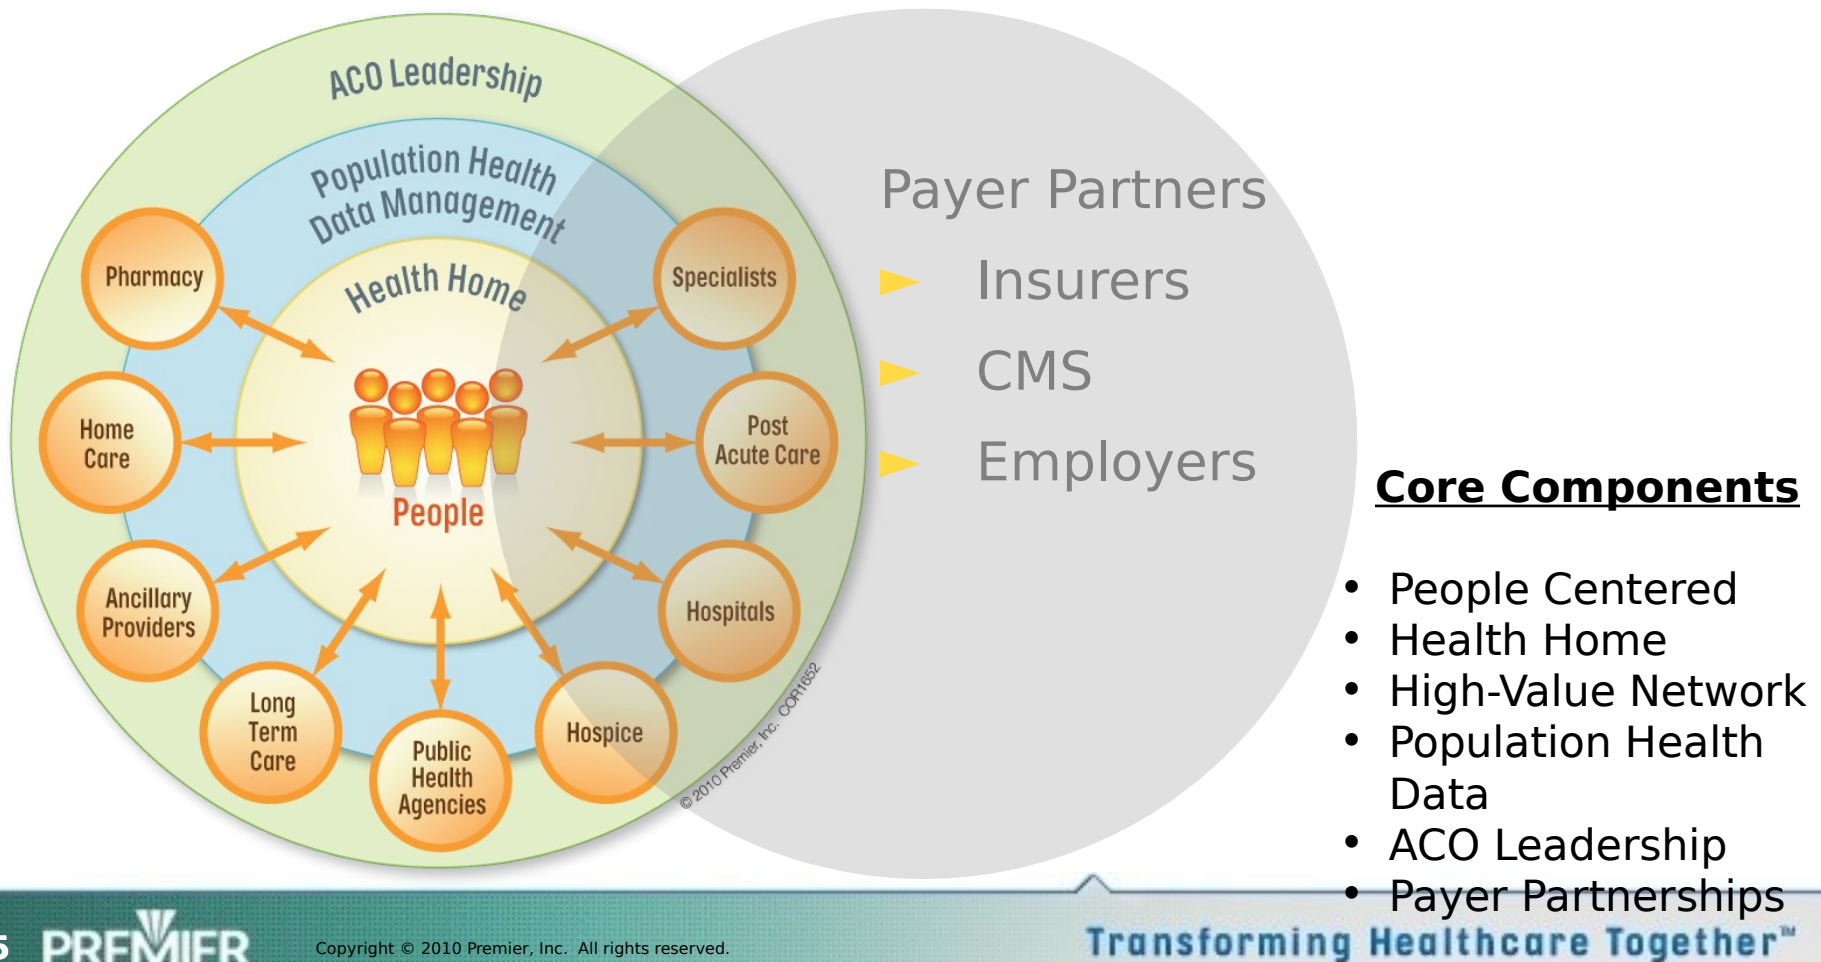 ACO Leadership
Population Health
Data Management
Health Home
Pharmacy
Specialists
Home
Care
Post
Acute Care
People
Ancillary
Providers
Hospitals
Long
Term
Care
Public
Health
Agencies
Hospice
© 2010 Premier, Inc. COR1652
Payer Partners
► Insurers
► CMS
► Employers
Core Components
• People Centered
• Health Home
• High-Value Network
• Population Health
Data
• ACO Leadership
• Payer Partnerships
5
PREMIER
Copyright © 2010 Premier, Inc. All rights reserved.
Transforming Healthcare Together™